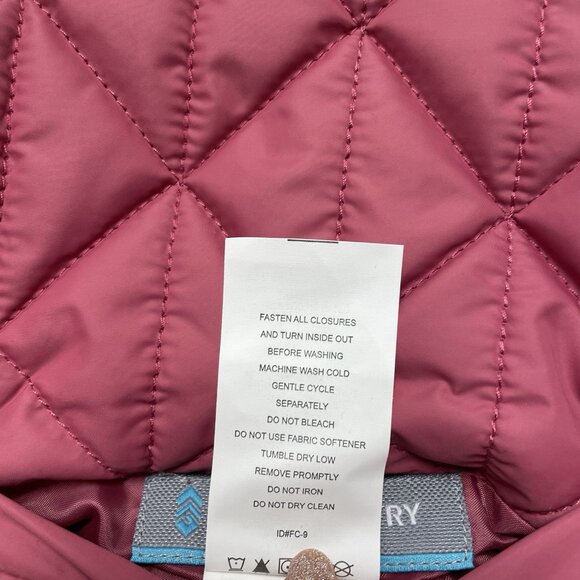 FASTEN ALL CLOSURES
AND TURN INSIDE OUT
BEFORE WASHING
MACHINE WASH COLD
GENTLE CYCLE
SEPARATELY
DO NOT BLEACH
DO NOT USE FABRIC SOFTENER
TUMBLE DRY LOW
REMOVE PROMPTLY
DO NOT IRON
DO NOT DRY CLEAN
ID#FC-9